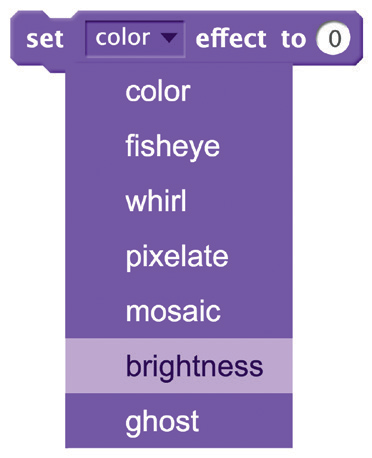 set color effect to 0
color
fisheye
whirl
pixelate
mosaic
brightness
ghost